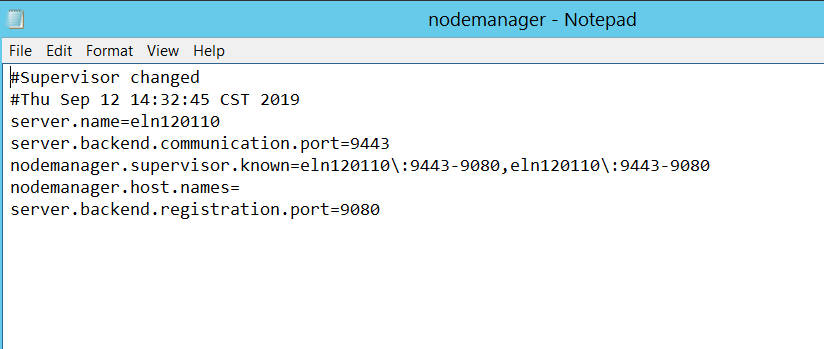 nodemanager - Notepad
File Edit Format View Help
#Supervisor changed
#Thu Sep 12 14:32:45 CST 2019
server.name=eln120110
server.backend.communication.port=9443
nodemanager.supervisor.known=eln120110\:9443-9080,eln120110\:9443-9080
nodemanager.host.names=
server.backend.registration.port=9080